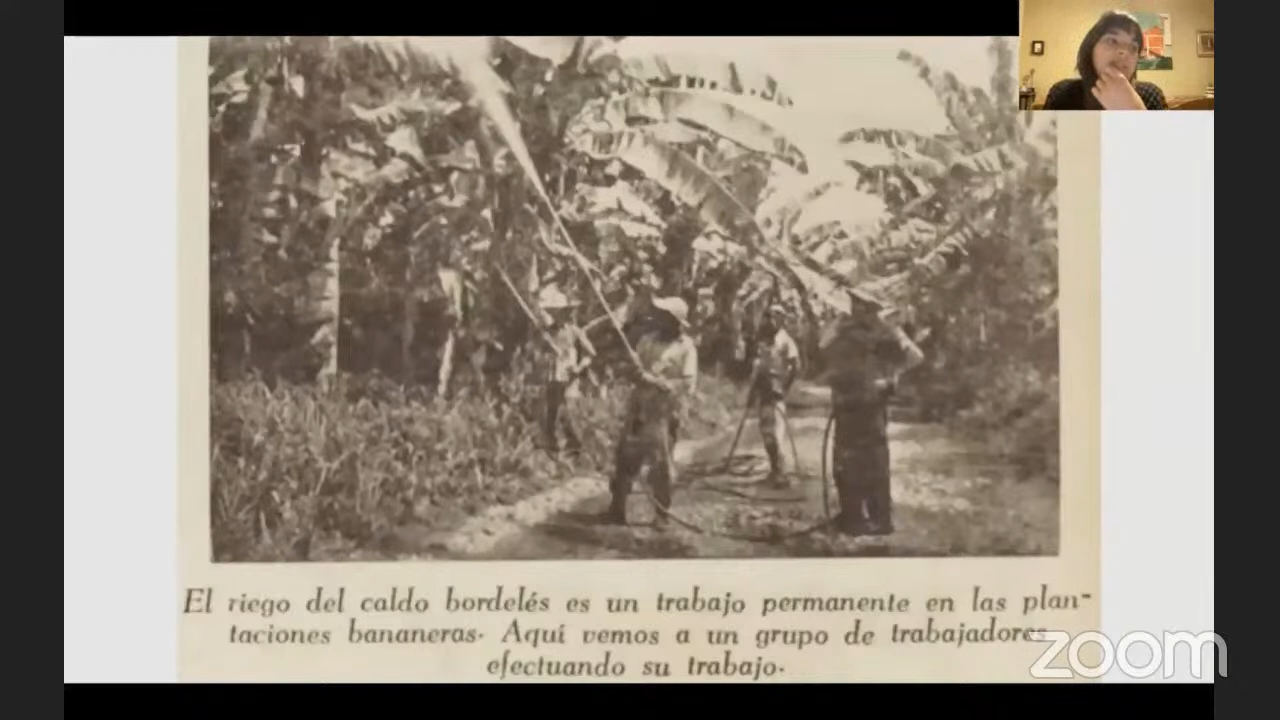 El riego del caldo bordelés es un trabajo permanente en las plan-
taciones bananeras. Aquí vemos a un grupo de trabajadores
efectuando su trabajo.
zoom